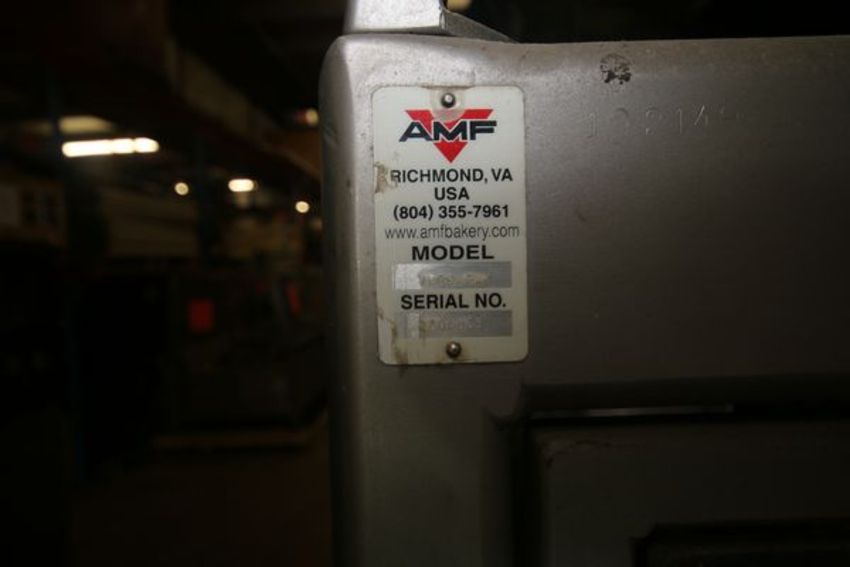 AMF
RICHMOND, VA
USA
(804) 355-7961
www.amfbakery.com
MODEL
SERIAL NO.